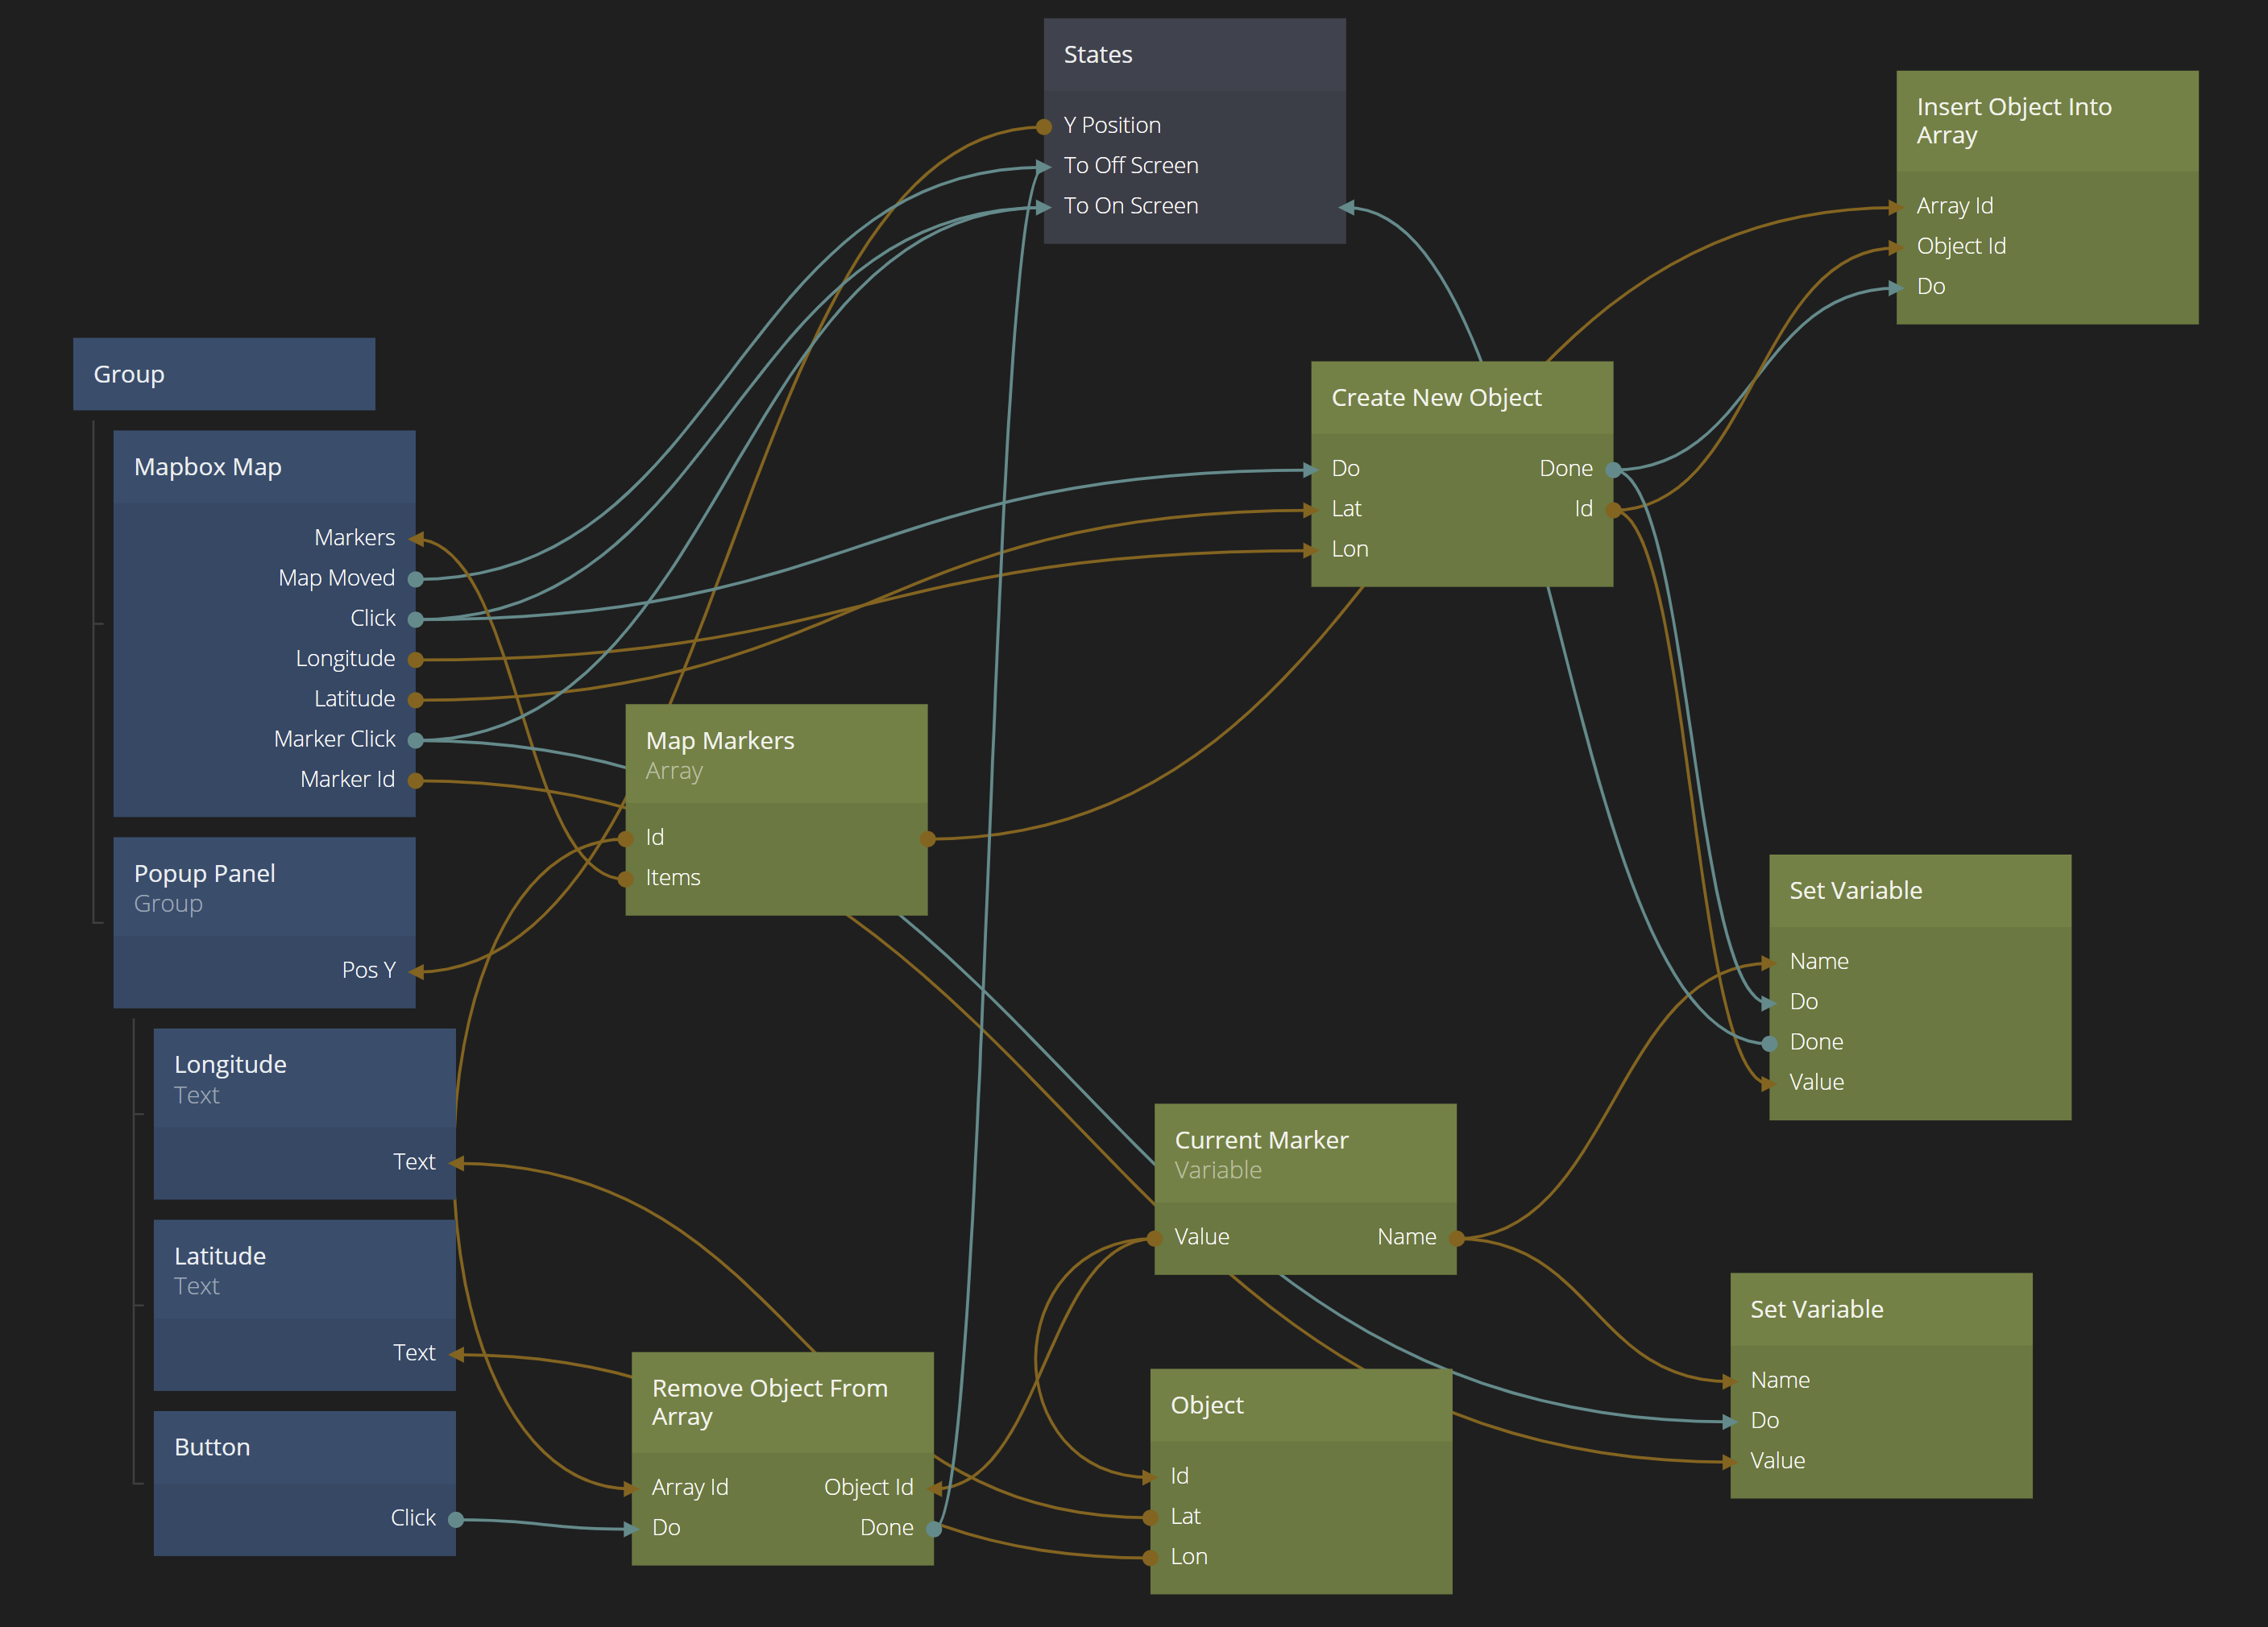 States
Y Position
To Off Screen
To On Screen
Insert Object Into
Array
Array Id
Object Id
Do
Group
Mapbox Map
Markers
Map Moved
Click
Longitude
Latitude
Marker Click
Marker Id
Create New Object
Do
Done
Lat
Id
Lon
Map Markers
Array
Id
Items
Popup Panel
Group
Pos Y
Longitude
Text
Text
Latitude
Text
Text
Button
Click
Set Variable
Name
Do
Done
Value
Current Marker
Variable
Value
Name
Remove Object From
Array
Array Id
Object Id
Do
Done
Object
Id
Lat
Lon
Set Variable
Name
Do
Value